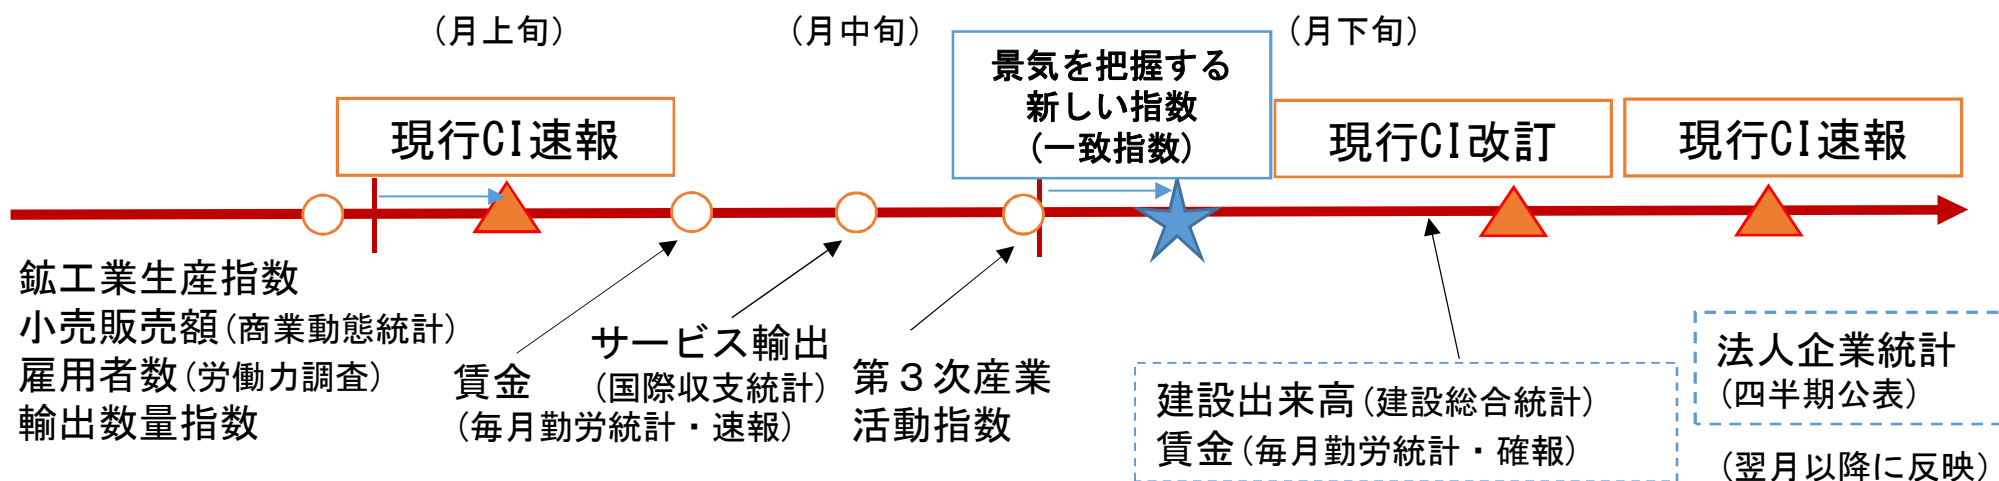 （月上旬）
（月中旬）
（月下旬）
景気を把握する
新しい指数
（一致指数）
現行CI速報
現行CI改訂
現行CI速報
鉱工業生産指数
小売販売額（商業動態統計）
雇用者数（労働力調査）
輸出数量指数
賃金
（毎月勤労統計・速報）
サービス輸出
（国際収支統計）
第３次産業
活動指数
建設出来高（建設総合統計）
賃金（毎月勤労統計・確報）
法人企業統計
（四半期公表）
（翌月以降に反映）